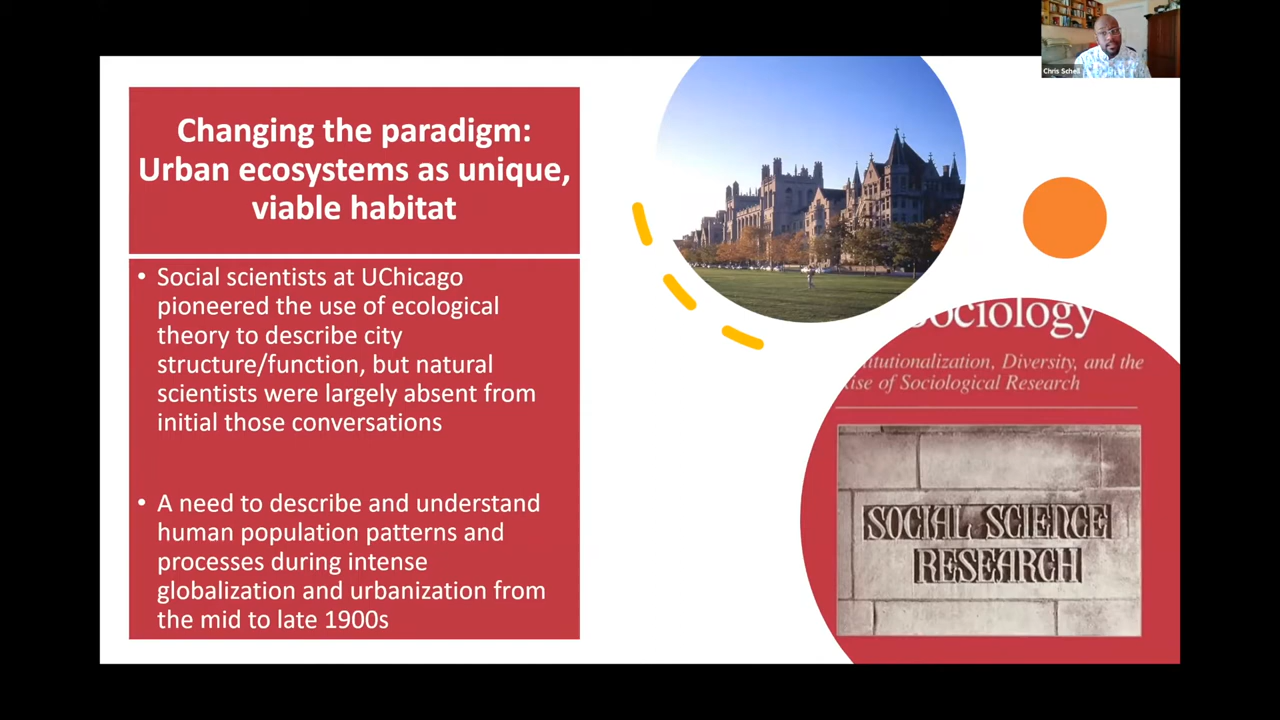 Chris Schell
Changing the paradigm:
Urban ecosystems as unique,
viable habitat
• Social scientists at UChicago
pioneered the use of ecological
theory to describe city
structure/function, but natural
scientists were largely absent from
initial those conversations
• A need to describe and understand
human population patterns and
processes during intense
globalization and urbanization from
the mid to late 1900s
ociology
itutionalization, Diversity, and the
ise of Sociological Research
SOCIAL SCIENCE
RESEARCH